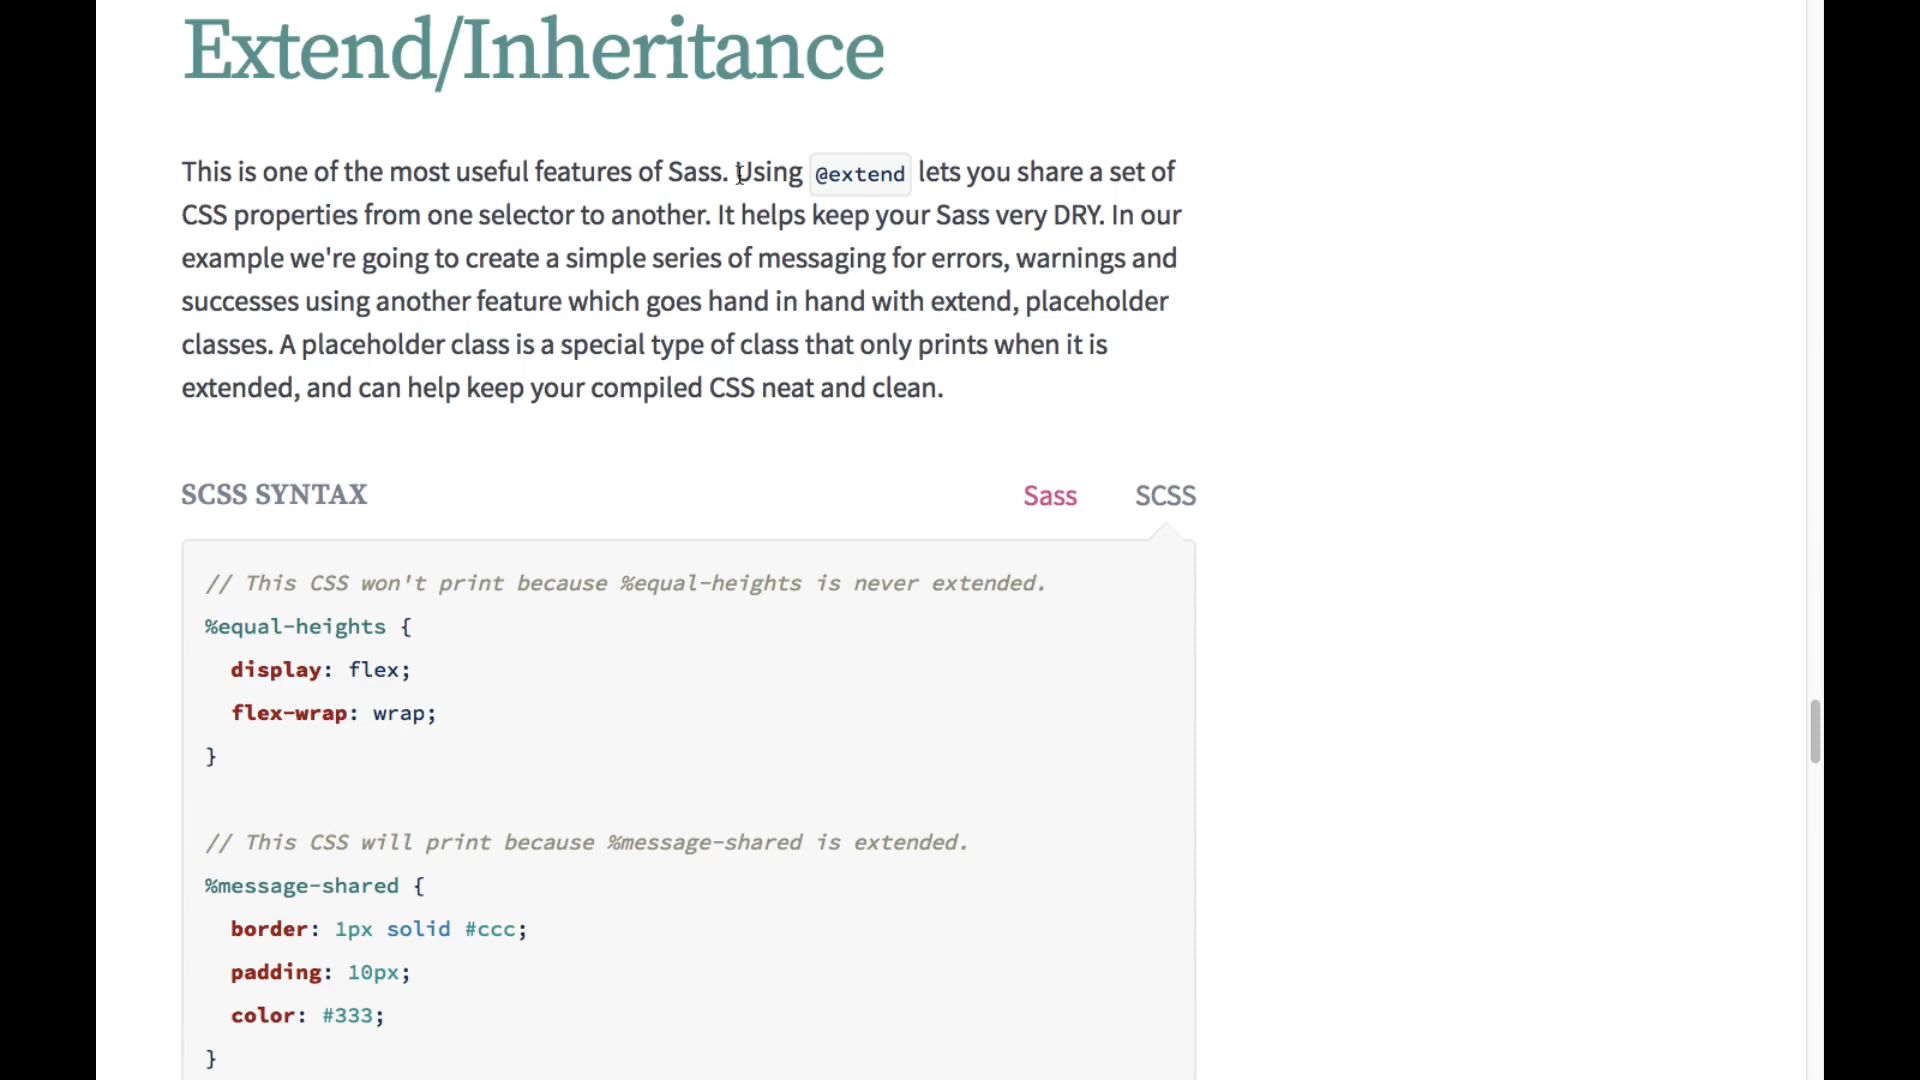 Extend/Inheritance
This is one of the most useful features of Sass. Using @extend lets you share a set of
CSS properties from one selector to another. It helps keep your Sass very DRY. In our
example we're going to create a simple series of messaging for errors, warnings and
successes using another feature which goes hand in hand with extend, placeholder
classes. A placeholder class is a special type of class that only prints when it is
extended, and can help keep your compiled CSS neat and clean.
SCSS SYNTAX Sass SCSS
// This CSS won't print because %equal-heights is never extended.
%equal-heights {
  display: flex;
  flex-wrap: wrap;
}
// This CSS will print because %message-shared is extended.
%message-shared {
  border: 1px solid #ccc;
  padding: 10px;
  color: #333;
}